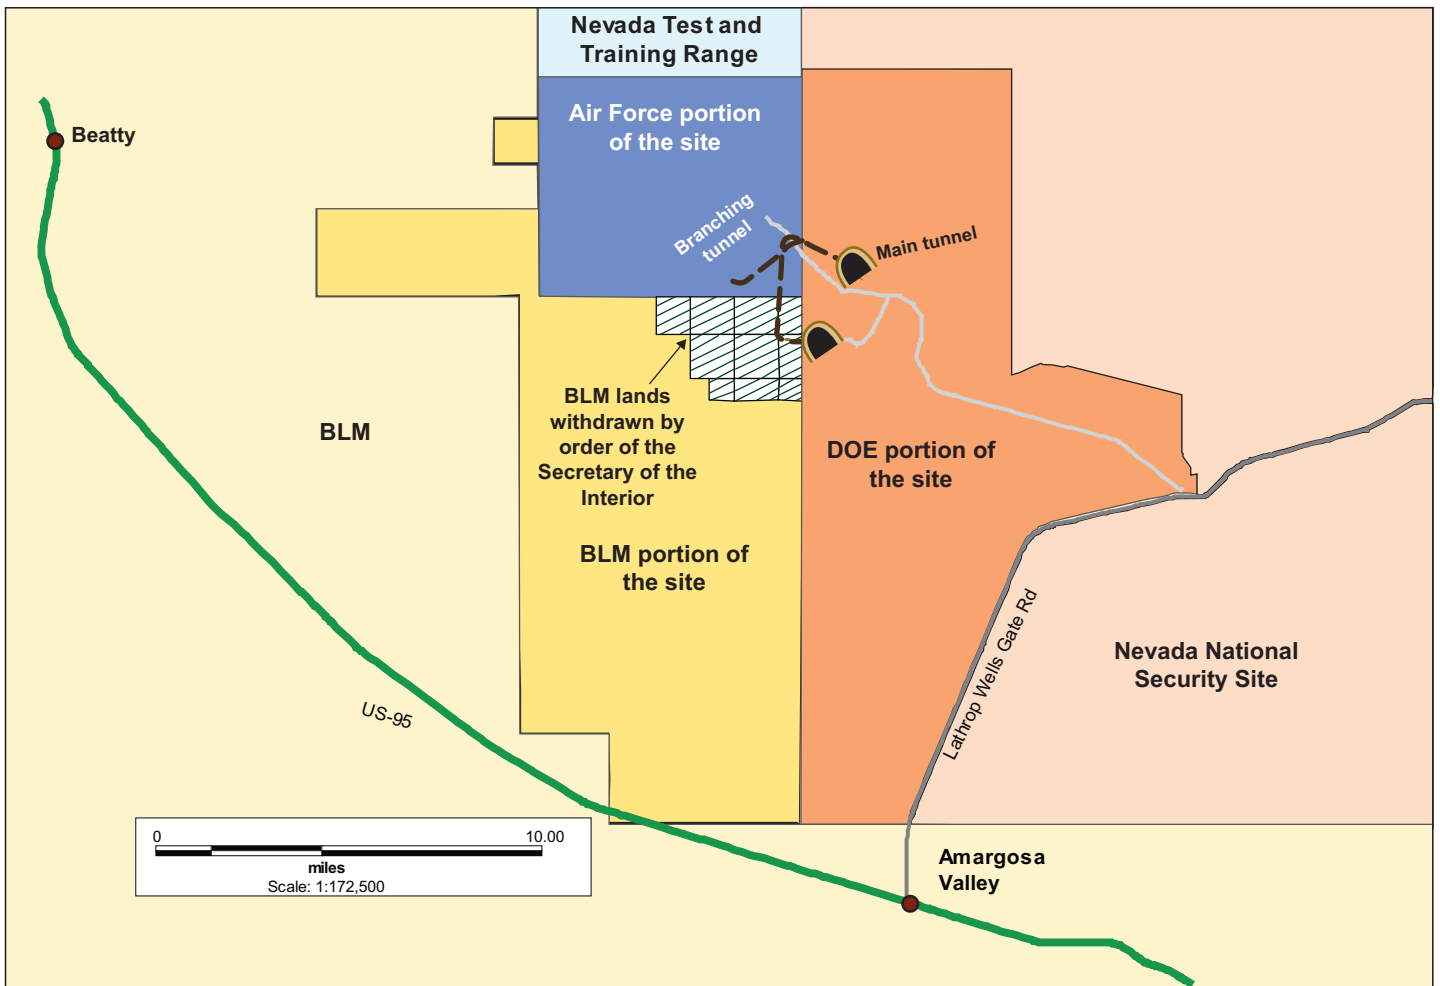 Nevada Test and
Training Range
Air Force portion
of the site
Beatty
Branching
tunnel
Main tunnel
BLM lands
withdrawn by
order of the
Secretary of the
Interior
BLM
DOE portion of
the site
BLM portion of
the site
Lathrop Wells Gate Rd
Nevada National
Security Site
US-95
0 10.00
miles
Scale: 1:172,500
Amargosa
Valley